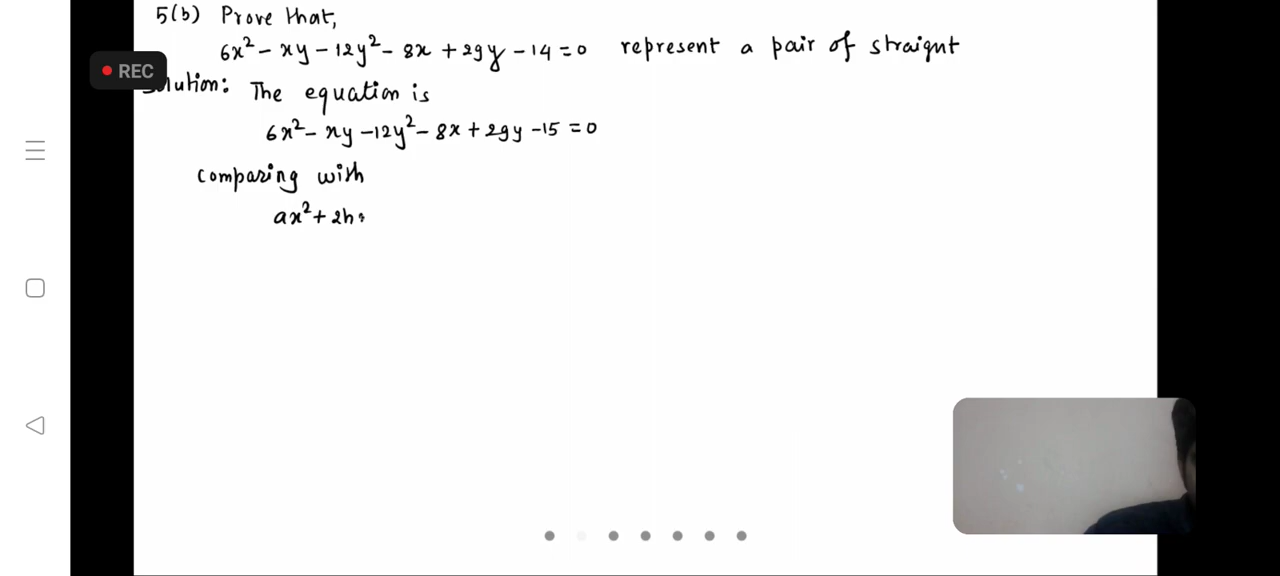 5(b) Prove that,
6x² - xy - 12y² - 8x + 29y - 14 = 0 represent a pair of straignt
REC
lution: The equation is
6x² - xy - 12y² - 8x + 29y - 15 = 0
comparing with
ax² + 2h